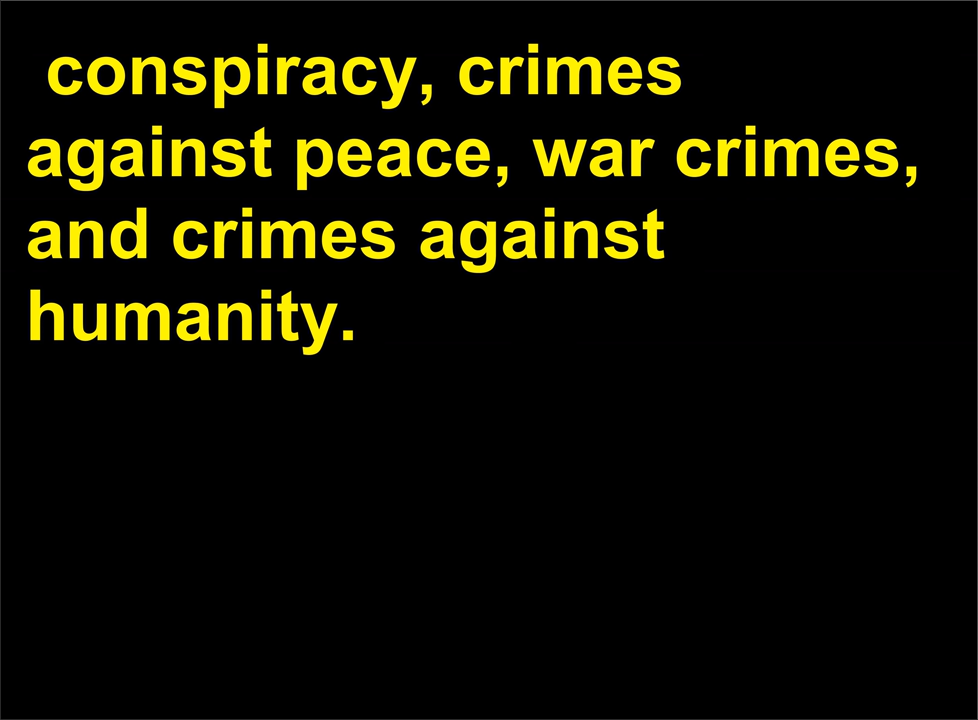 conspiracy, crimes
against peace, war crimes,
and crimes against
humanity.